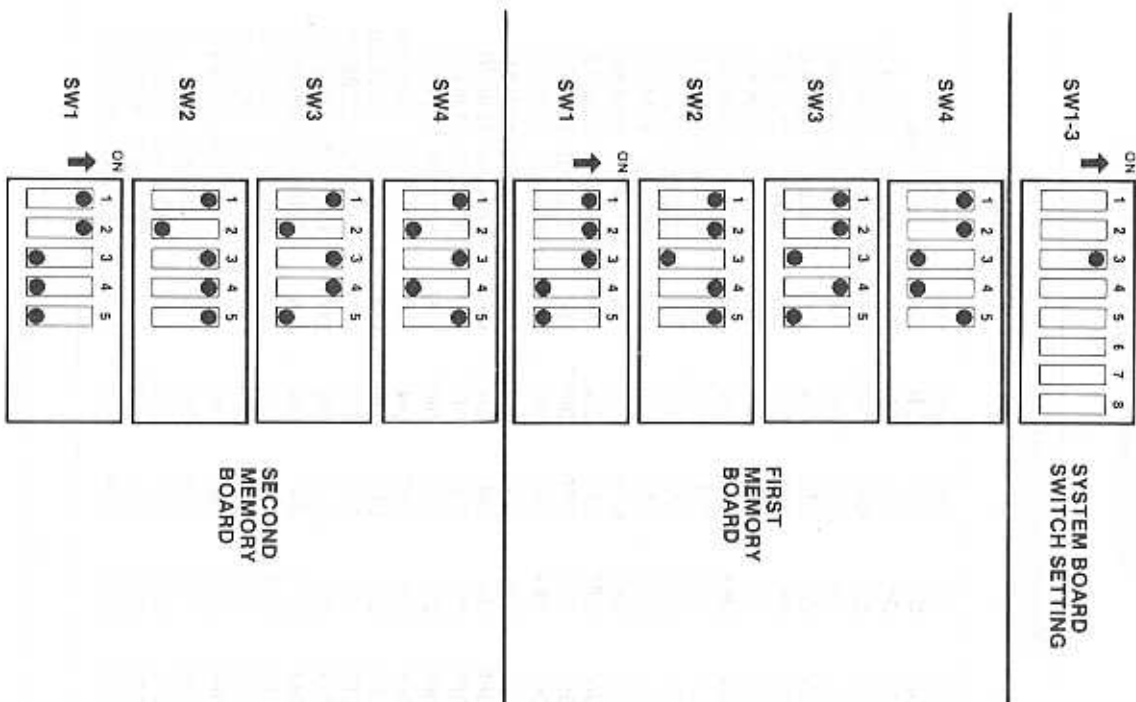 ON
1 2 3 4 5 6 7 8
SW1-3
SYSTEM BOARD
SWITCH SETTING
1 2 3 4 5
SW4
1 2 3 4 5
SW3
FIRST
MEMORY
BOARD
1 2 3 4 5
SW2
ON
1 2 3 4 5
SW1
1 2 3 4 5
SW4
1 2 3 4 5
SW3
SECOND
MEMORY
BOARD
1 2 3 4 5
SW2
ON
1 2 3 4 5
SW1